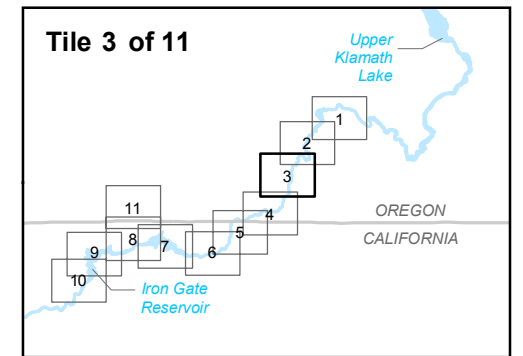 Tile 3 of 11
Upper
Klamath
Lake
1
2
3
4
5
6
7
8
9
10
11
OREGON
CALIFORNIA
Iron Gate
Reservoir